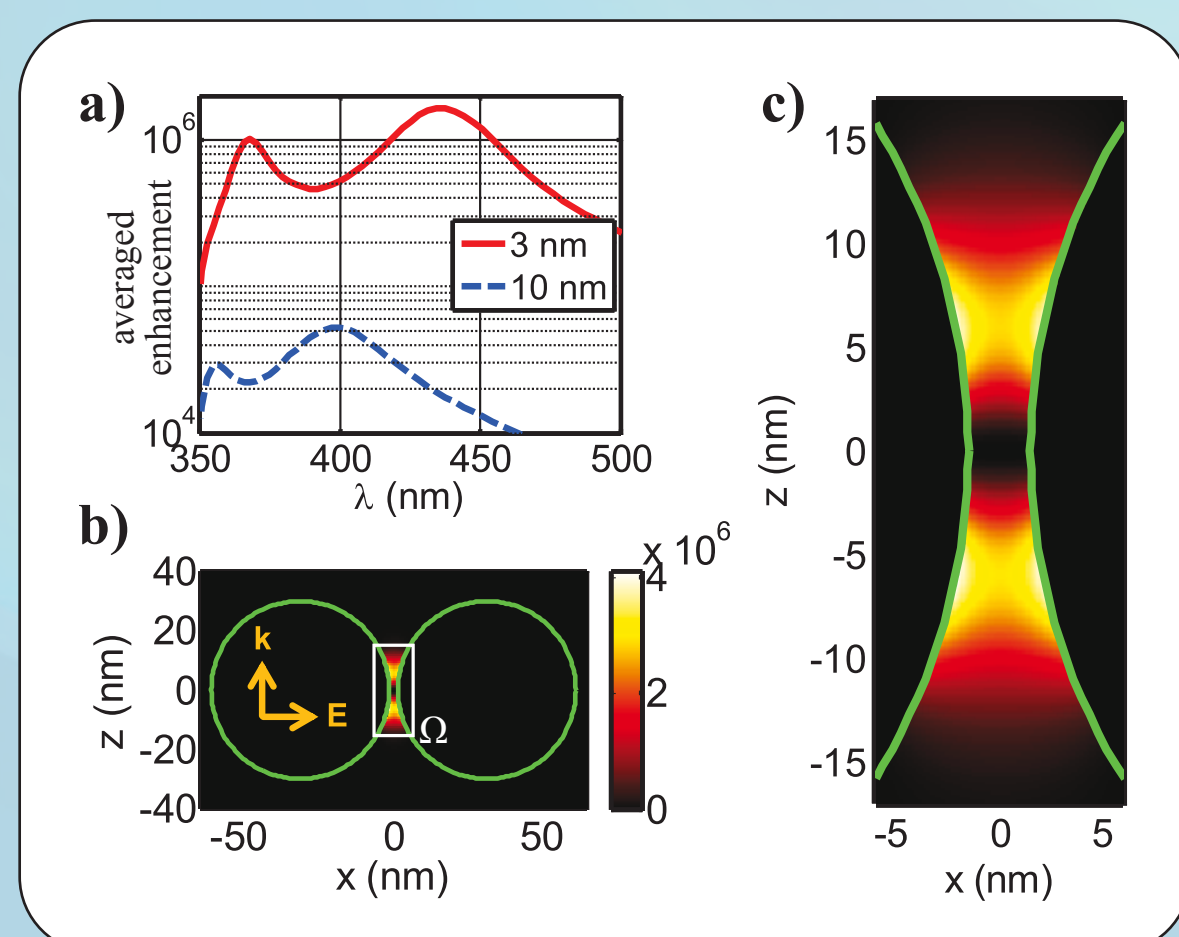 a)
10^6
10^4
averaged
enhancement
3 nm
10 nm
350 400 450 500
λ (nm)
b)
x 10^6
40
20
0
-20
-40
z (nm)
k
E
Ω
4
2
0
-50 0 50
x (nm)
c)
15
10
5
0
-5
-10
-15
z (nm)
-5 0 5
x (nm)